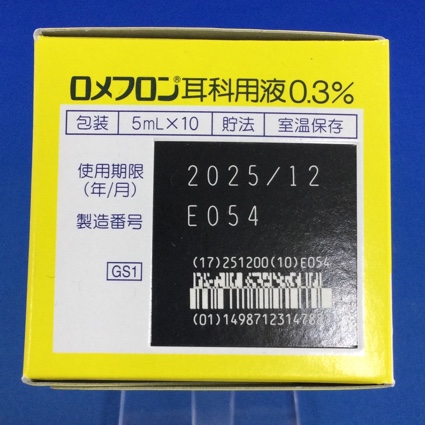 ロメフロン®耳科用液0.3%
包装 5mL×10 貯法 室温保存
使用期限
(年/月)
2025/12
製造番号 E054
(17)251200(10)E054
GS1